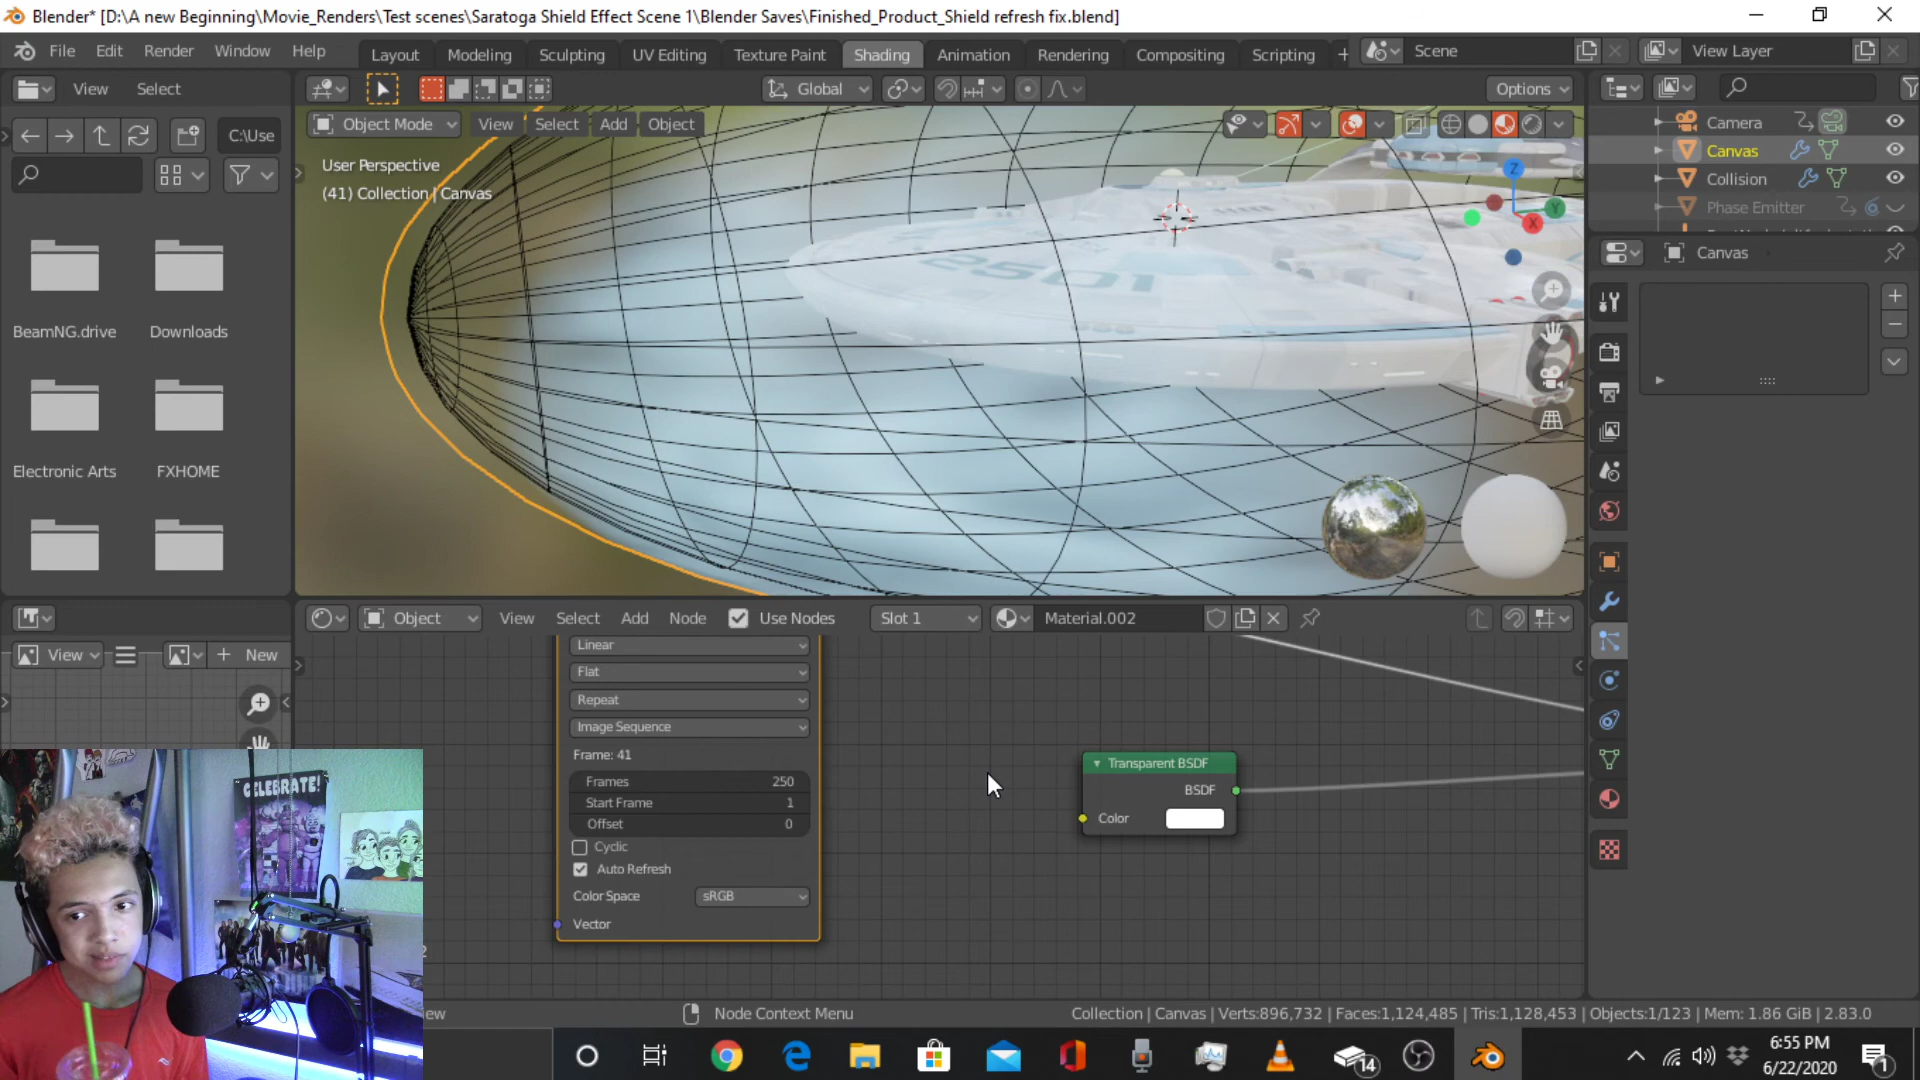 Blender* [D:\A new Beginning\Movie_Renders\Test scenes\Saratoga Shield Effect Scene 1\Blender Saves\Finished_Product_Shield refresh fix.blend]
File Edit Render Window Help Layout Modeling Sculpting UV Editing Texture Paint Shading Animation Rendering Compositing Scripting + Scene View Layer
View Select Global Options
Object Mode View Select Add Object
C:\Use
User Perspective
(41) Collection | Canvas
Camera
Canvas
Collision
Phase Emitter
Canvas
Z
Y
X
2501
BeamNG.drive Downloads
Electronic Arts FXHOME
Object View Select Add Node Use Nodes Slot 1 Material.002
View New
Linear
Flat
Repeat
Image Sequence
Frame: 41
Frames 250
Start Frame 1
Offset 0
Cyclic
Auto Refresh
Color Space sRGB
Vector
Transparent BSDF
BSDF
Color
CELEBRATE!
2
ew Node Context Menu Collection | Canvas | Verts:896,732 | Faces:1,124,485 | Tris:1,128,453 | Objects:1/123 | Mem: 1.86 GiB | 2.83.0
14
6:55 PM
6/22/2020
1